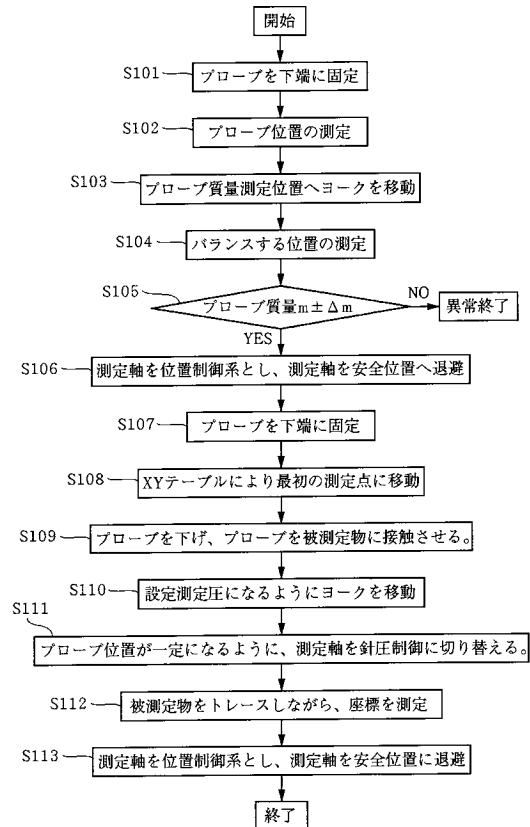 開始
S101
プローブを下端に固定
S102
プローブ位置の測定
S103
プローブ質量測定位置へヨークを移動
S104
バランスする位置の測定
S105
プローブ質量m±Δm
NO
異常終了
YES
S106
測定軸を位置制御系とし、測定軸を安全位置へ退避
S107
プローブを下端に固定
S108
XYテーブルにより最初の測定点に移動
S109
プローブを下げ、プローブを被測定物に接触させる。
S110
設定測定圧になるようにヨークを移動
S111
プローブ位置が一定になるように、測定軸を針圧制御に切り替える。
S112
被測定物をトレースしながら、座標を測定
S113
測定軸を位置制御系とし、測定軸を安全位置に退避
終了